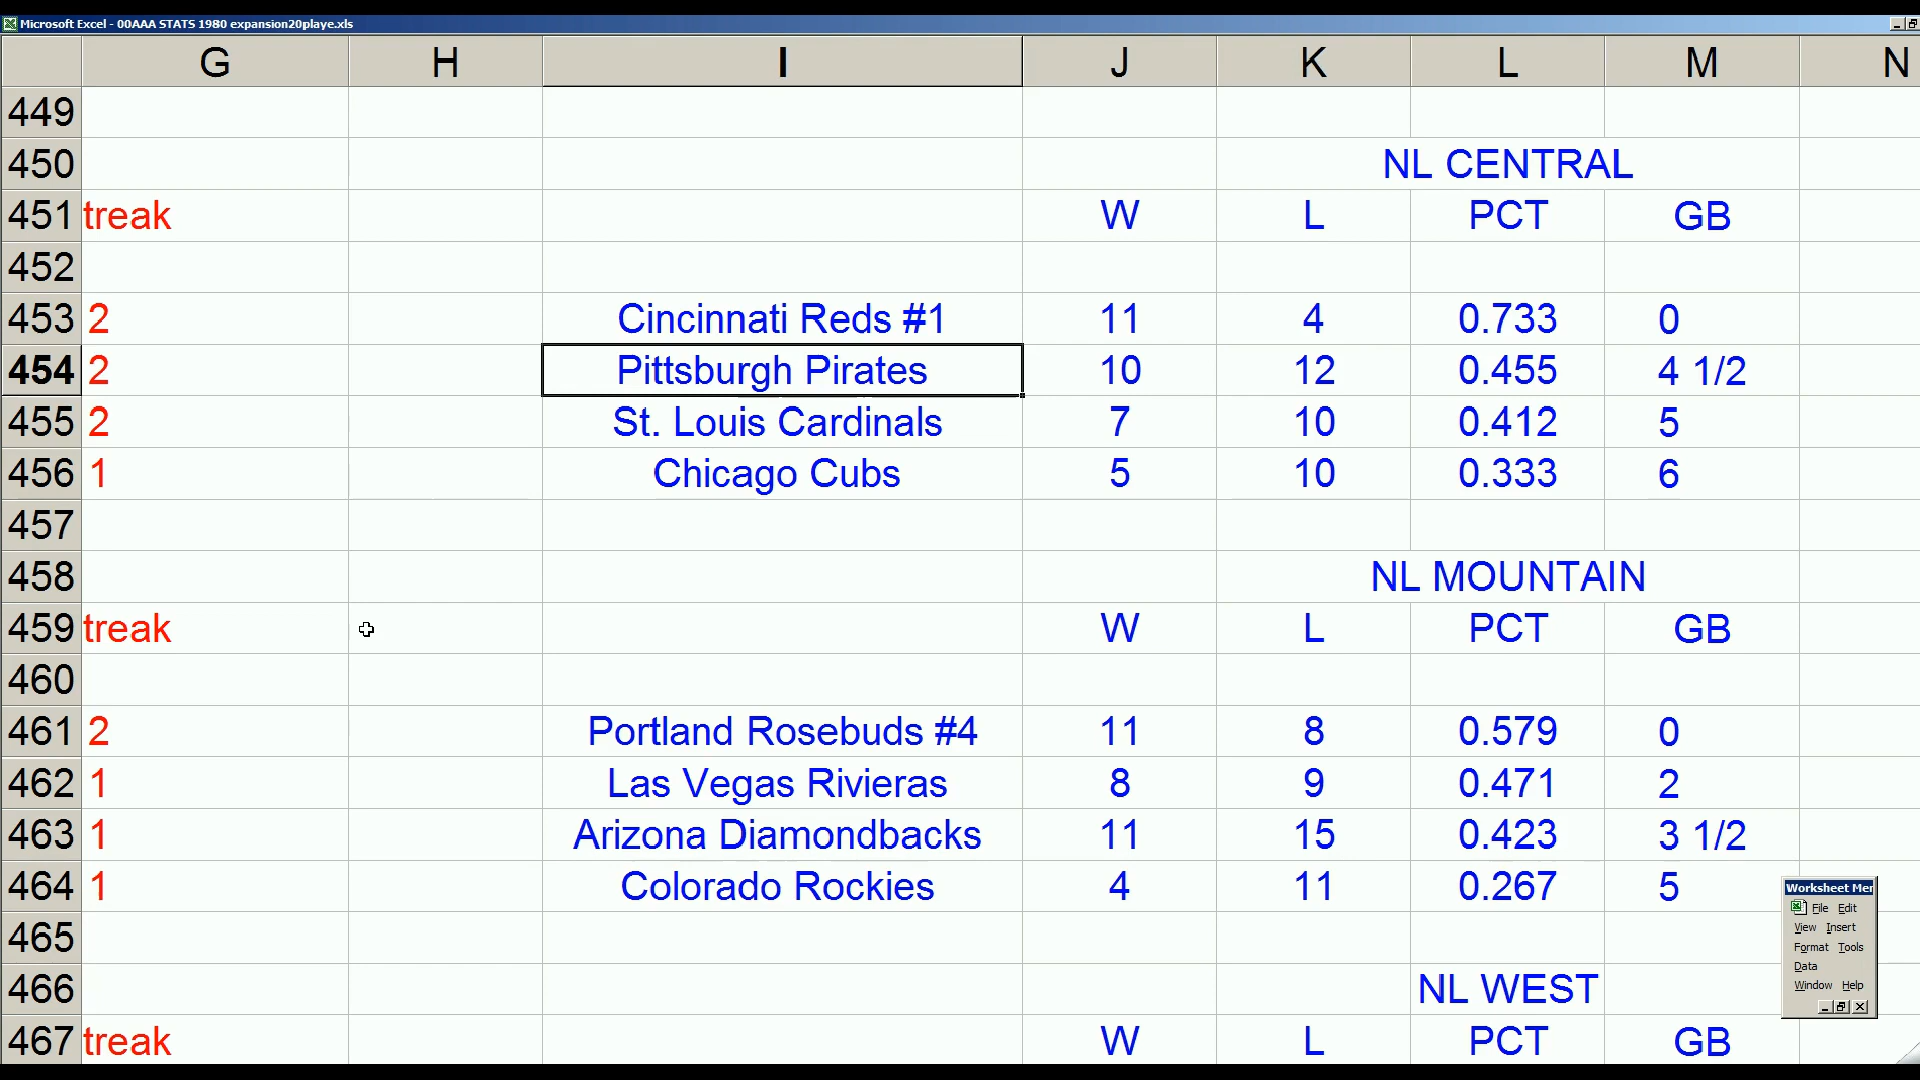 Microsoft Excel - 00AAA STATS 1980 expansion20playe.xls
G H I J K L M N
449
450 NL CENTRAL
451 treak W L PCT GB
452
453 2 Cincinnati Reds #1 11 4 0.733 0
454 2 Pittsburgh Pirates 10 12 0.455 4 1/2
455 2 St. Louis Cardinals 7 10 0.412 5
456 1 Chicago Cubs 5 10 0.333 6
457
458 NL MOUNTAIN
459 treak W L PCT GB
460
461 2 Portland Rosebuds #4 11 8 0.579 0
462 1 Las Vegas Rivieras 8 9 0.471 2
463 1 Arizona Diamondbacks 11 15 0.423 3 1/2
464 1 Colorado Rockies 4 11 0.267 5
465
466 NL WEST
467 treak W L PCT GB
Worksheet Mer
File Edit
View Insert
Format Tools
Data
Window Help